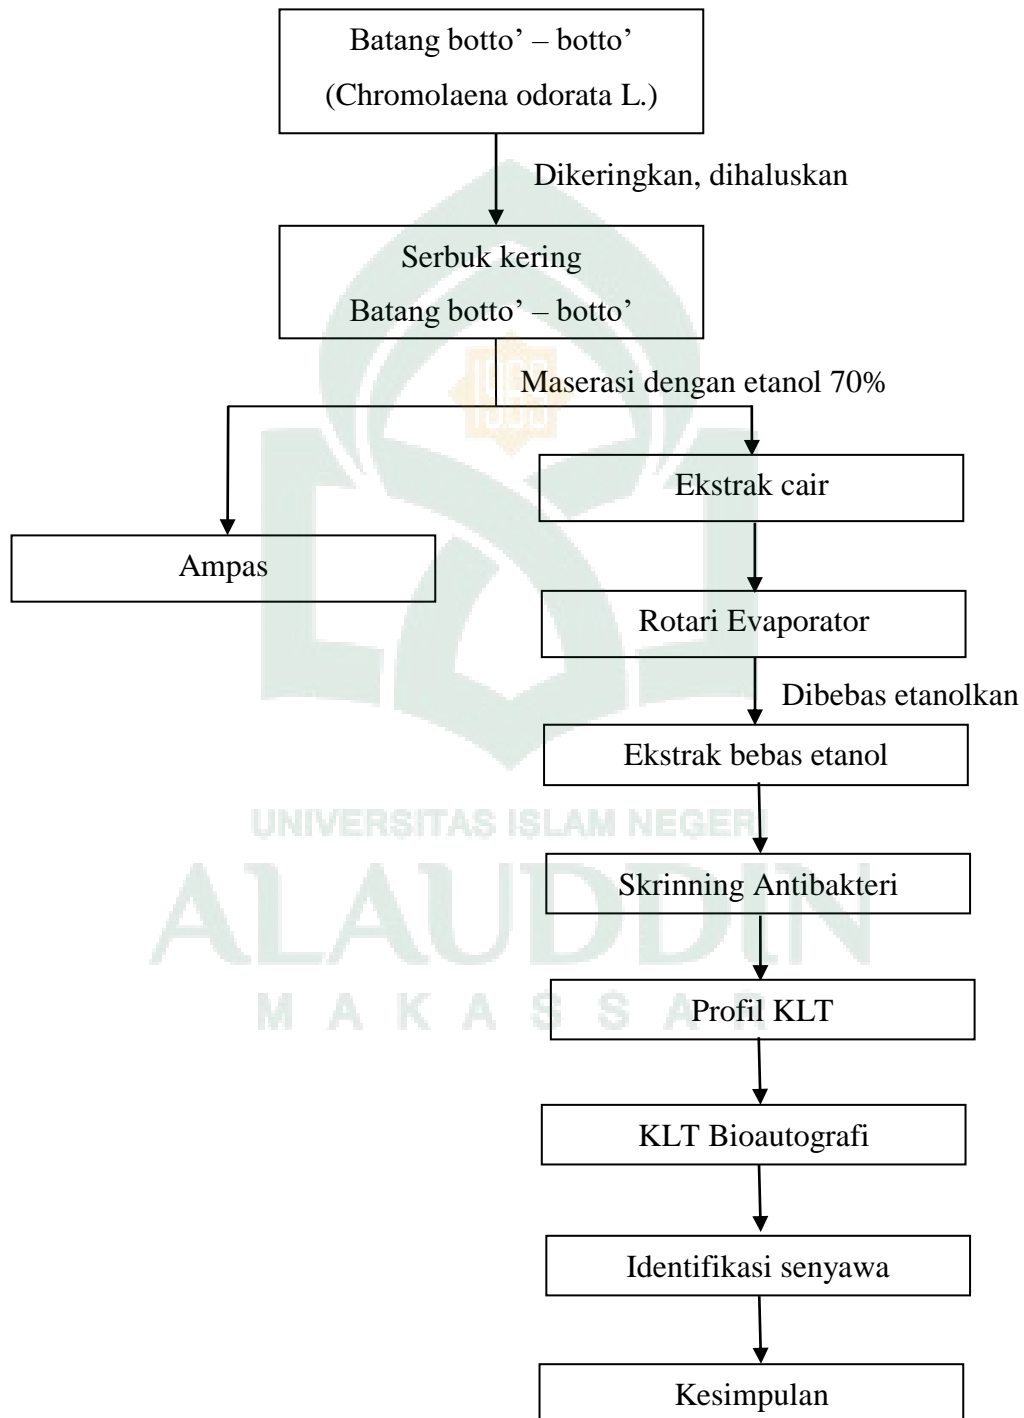 Batang botto’ – botto’
(Chromolaena odorata L.)
Dikeringkan, dihaluskan
Serbuk kering
Batang botto’ – botto’
Maserasi dengan etanol 70%
Ekstrak cair
Ampas
Rotari Evaporator
Dibebas etanolkan
Ekstrak bebas etanol
Skrinning Antibakteri
Profil KLT
KLT Bioautografi
Identifikasi senyawa
Kesimpulan
1965
UNIVERSITAS ISLAM NEGERI
ALAUDDIN
MAKASSAR